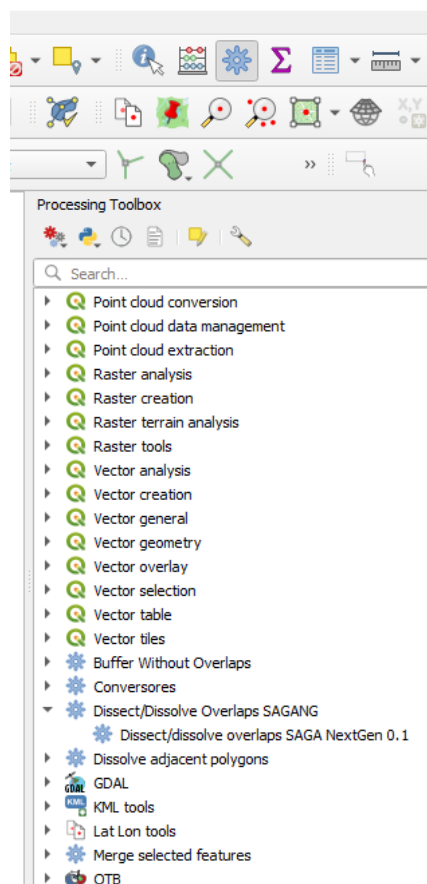 X,Y
Processing Toolbox
Search...
Point cloud conversion
Point cloud data management
Point cloud extraction
Raster analysis
Raster creation
Raster terrain analysis
Raster tools
Vector analysis
Vector creation
Vector general
Vector geometry
Vector overlay
Vector selection
Vector table
Vector tiles
Buffer Without Overlaps
Conversores
Dissect/Dissolve Overlaps SAGANG
Dissect/dissolve overlaps SAGA NextGen 0.1
Dissolve adjacent polygons
GDAL GDAL
KML KML tools
Lat Lon tools
Merge selected features
OTB